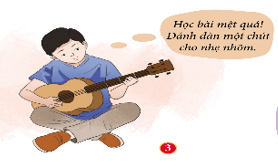 Học bài mệt quá!
Đánh đàn một chút
cho nhẹ nhõm.
3